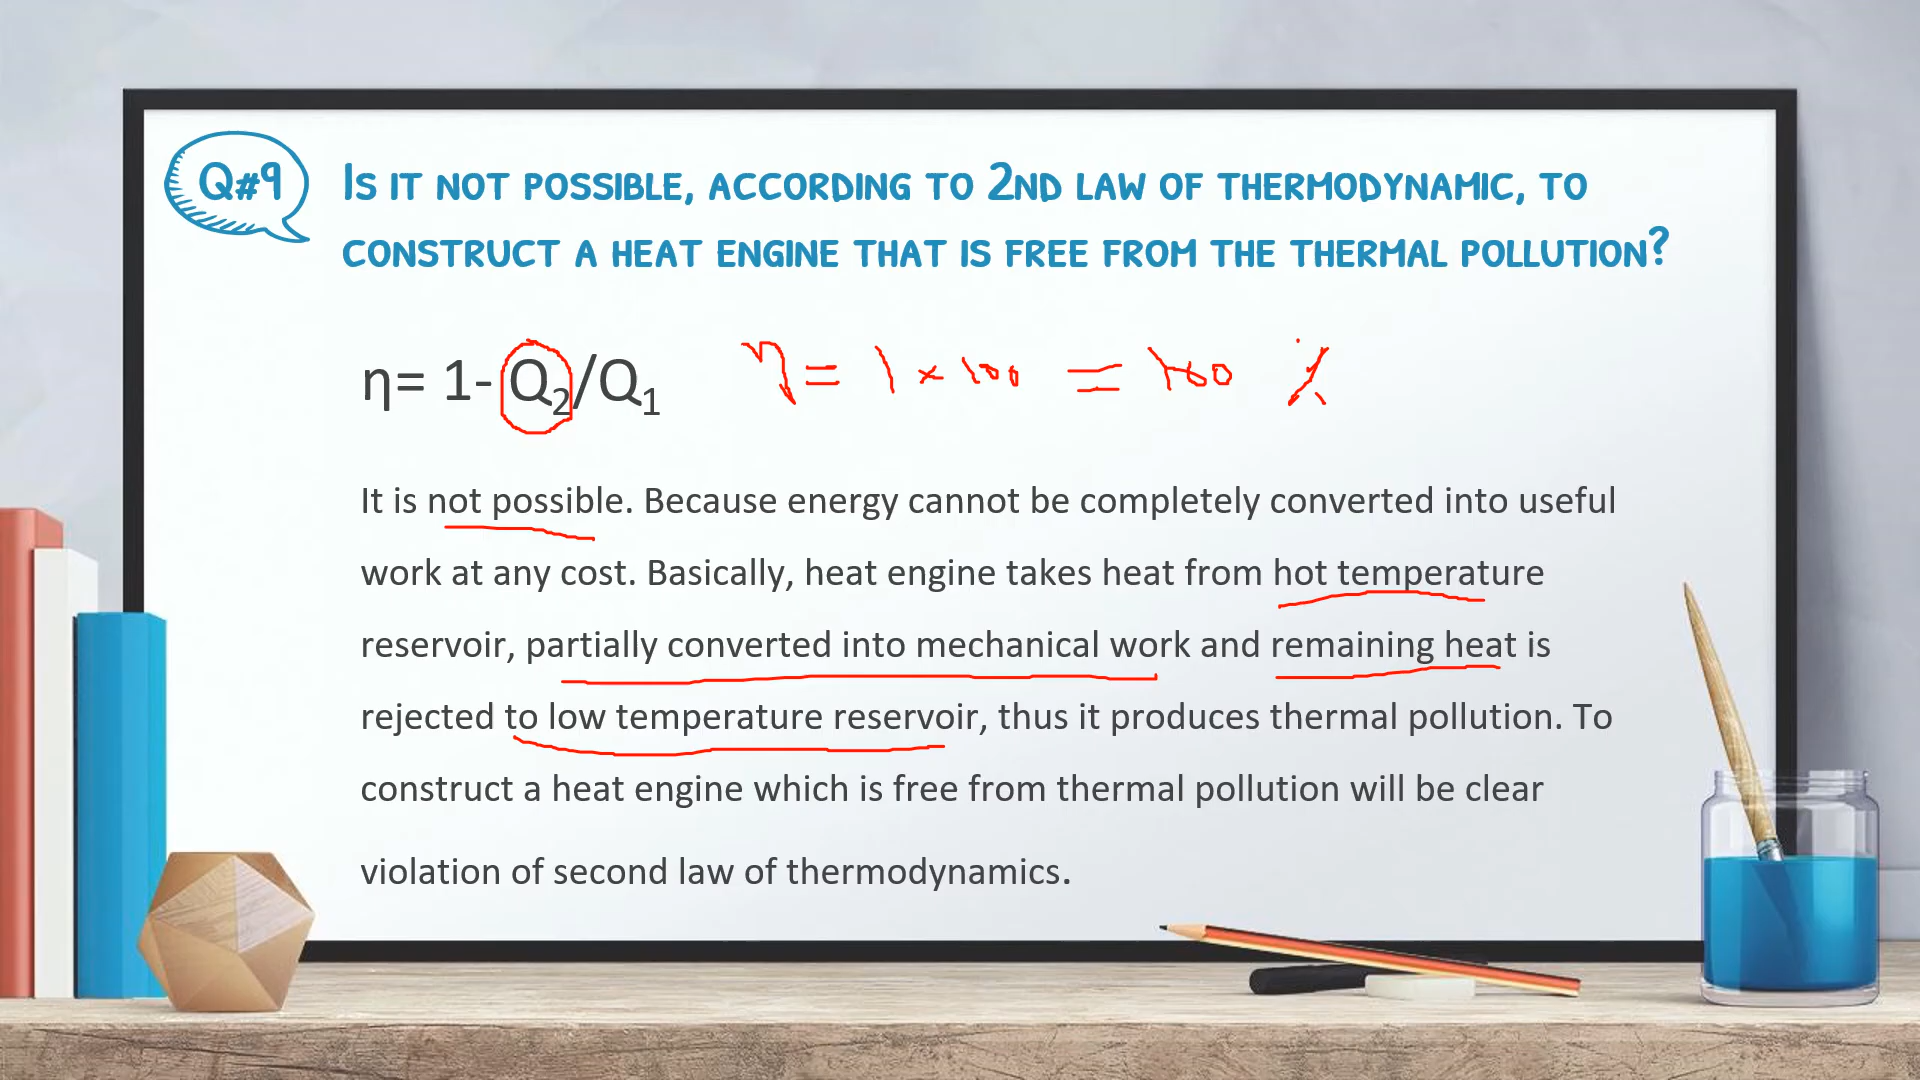 Q#9
Is it not possible, according to 2nd law of thermodynamic, to
construct a heat engine that is free from the thermal pollution?
η= 1- Q₂/Q₁ η = 1 × 100 = 100 %
It is not possible. Because energy cannot be completely converted into useful
work at any cost. Basically, heat engine takes heat from hot temperature
reservoir, partially converted into mechanical work and remaining heat is
rejected to low temperature reservoir, thus it produces thermal pollution. To
construct a heat engine which is free from thermal pollution will be clear
violation of second law of thermodynamics.